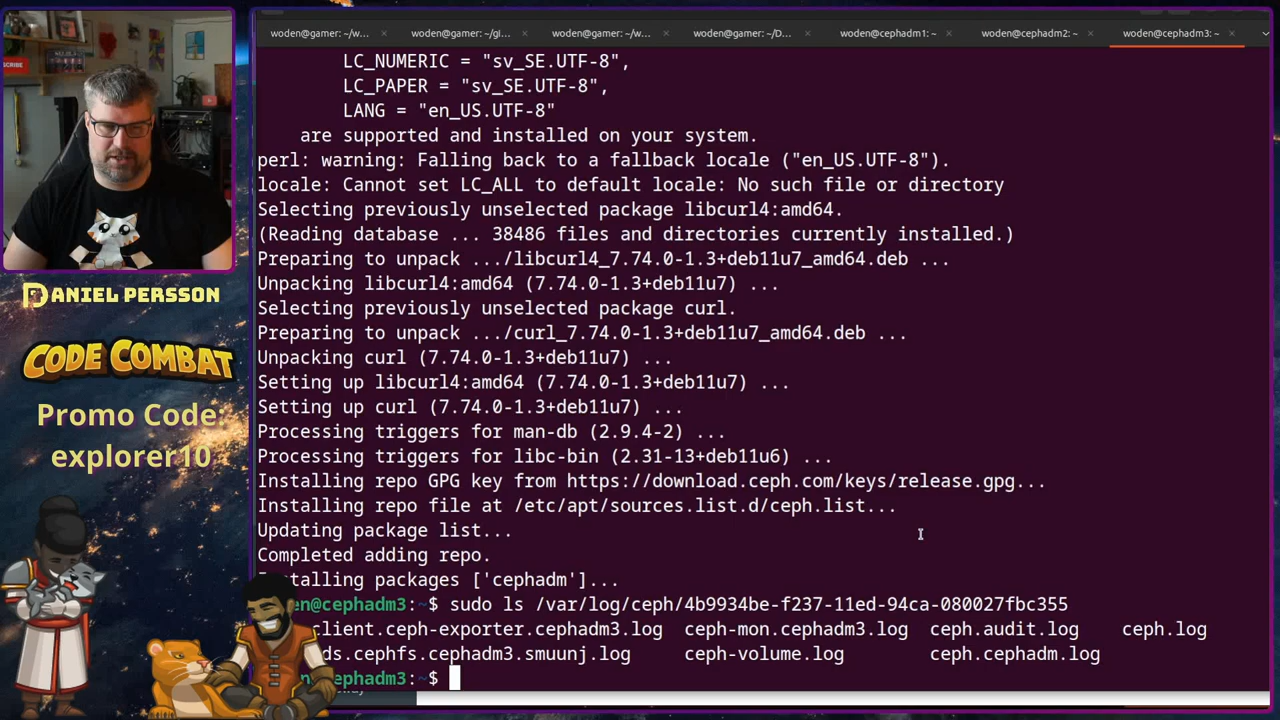 woden@gamer: ~/w...
woden@gamer: ~/gi...
woden@gamer: ~/w...
woden@gamer: ~/D...
woden@cephadm1: ~
woden@cephadm2: ~
woden@cephadm3: ~
LC_NUMERIC = "sv_SE.UTF-8",
LC_PAPER = "sv_SE.UTF-8",
LANG = "en_US.UTF-8"
are supported and installed on your system.
perl: warning: Falling back to a fallback locale ("en_US.UTF-8").
locale: Cannot set LC_ALL to default locale: No such file or directory
Selecting previously unselected package libcurl4:amd64.
(Reading database ... 38486 files and directories currently installed.)
Preparing to unpack .../libcurl4_7.74.0-1.3+deb11u7_amd64.deb ...
Unpacking libcurl4:amd64 (7.74.0-1.3+deb11u7) ...
Selecting previously unselected package curl.
Preparing to unpack .../curl_7.74.0-1.3+deb11u7_amd64.deb ...
Unpacking curl (7.74.0-1.3+deb11u7) ...
Setting up libcurl4:amd64 (7.74.0-1.3+deb11u7) ...
Setting up curl (7.74.0-1.3+deb11u7) ...
Processing triggers for man-db (2.9.4-2) ...
Processing triggers for libc-bin (2.31-13+deb11u6) ...
Installing repo GPG key from https://download.ceph.com/keys/release.gpg...
Installing repo file at /etc/apt/sources.list.d/ceph.list...
Updating package list...
Completed adding repo.
talling packages ['cephadm']...
en@cephadm3:~$ sudo ls /var/log/ceph/4b9934be-f237-11ed-94ca-080027fbc355
client.ceph-exporter.cephadm3.log ceph-mon.cephadm3.log ceph.audit.log ceph.log
ds.cephfs.cephadm3.smuunj.log ceph-volume.log ceph.cephadm.log
n@cephadm3:~$
SCRIBE
DANIEL PERSSON
CODE COMBAT
Promo Code:
explorer10